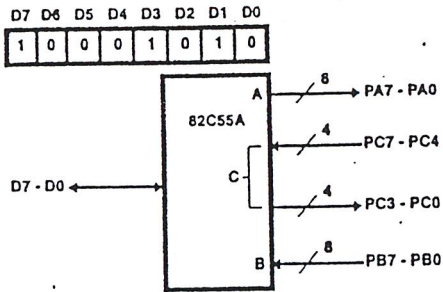 D7 D6 D5 D4 D3 D2 D1 D0
1 0 0 0 1 0 1 0
A 8 PA7 - PA0
82C55A
4 PC7 - PC4
D7 - D0 C
4 PC3 - PC0
B 8 PB7 - PB0